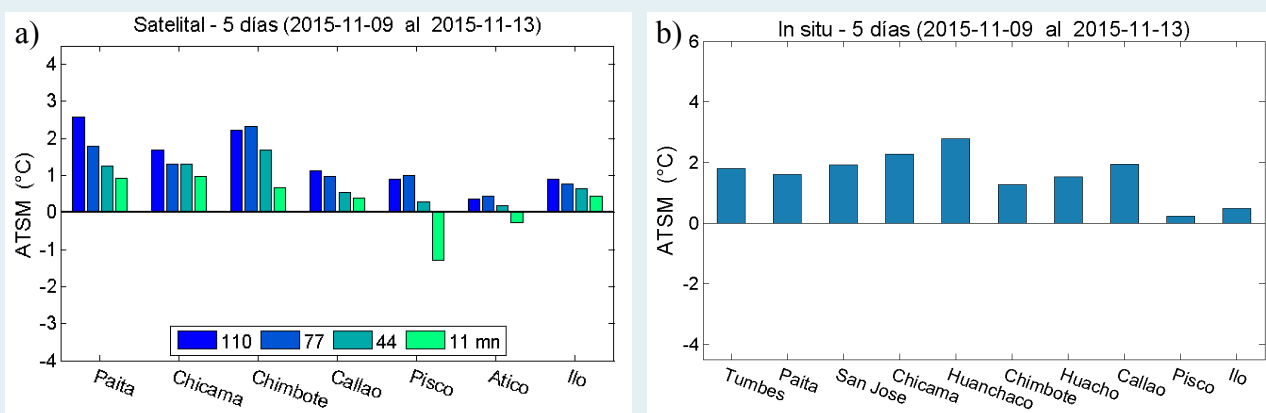 a)
Satelital - 5 días (2015-11-09 al 2015-11-13)
ATSM (°C)
4
3
2
1
0
-1
-2
-3
-4
110
77
44
11 mn
Paita
Chicama
Chimbote
Callao
Pisco
Atico
Ilo
b)
In situ - 5 días (2015-11-09 al 2015-11-13)
ATSM (°C)
6
4
2
0
-2
-4
Tumbes
Paita
San Jose
Chicama
Huanchaco
Chimbote
Huacho
Callao
Pisco
Ilo